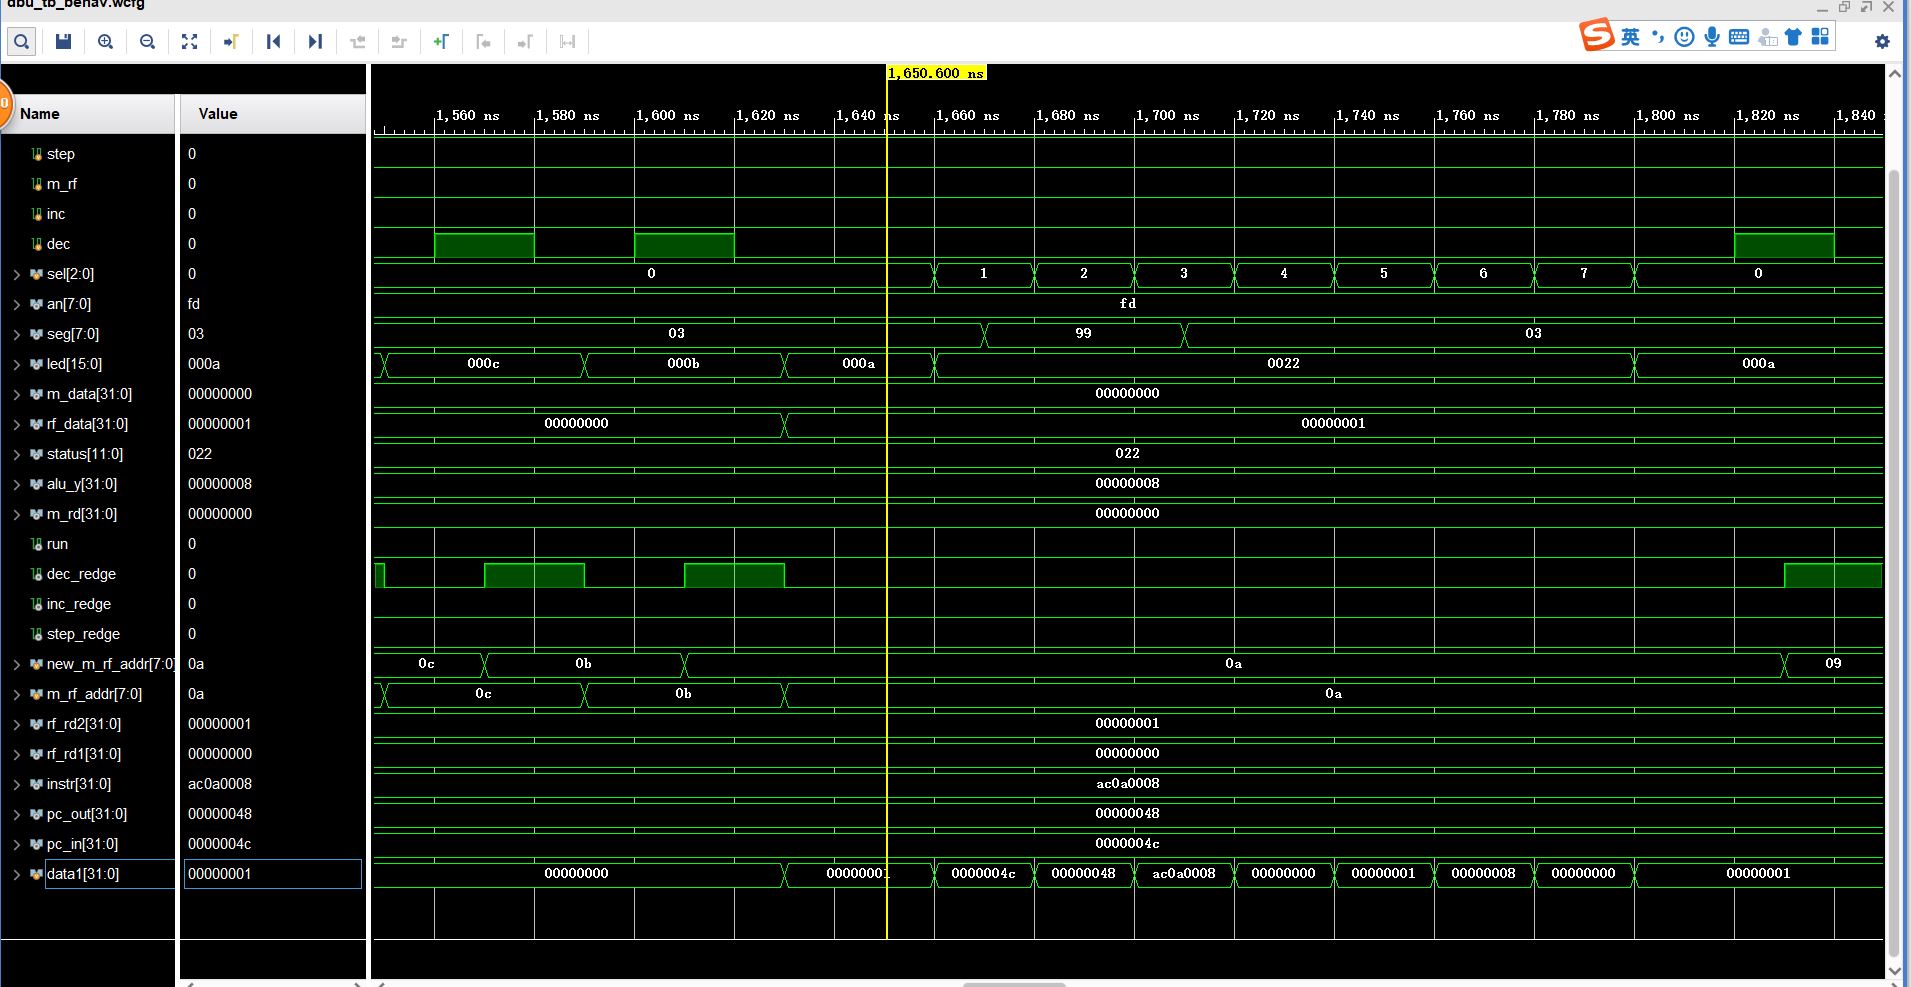 dbu_tb_behav.wcfg
英
1,650.600 ns
0
Name Value
1,560 ns 1,580 ns 1,600 ns 1,620 ns 1,640 ns 1,660 ns 1,680 ns 1,700 ns 1,720 ns 1,740 ns 1,760 ns 1,780 ns 1,800 ns 1,820 ns 1,840
step 0
m_rf 0
inc 0
dec 0
sel[2:0] 0 0 1 2 3 4 5 6 7 0
an[7:0] fd fd
seg[7:0] 03 03 99 03
led[15:0] 000a 000c 000b 000a 0022 000a
m_data[31:0] 00000000 00000000
rf_data[31:0] 00000001 00000000 00000001
status[11:0] 022 022
alu_y[31:0] 00000008 00000008
m_rd[31:0] 00000000 00000000
run 0
dec_redge 0
inc_redge 0
step_redge 0
new_m_rf_addr[7:0] 0a 0c 0b 0a 09
m_rf_addr[7:0] 0a 0c 0b 0a
rf_rd2[31:0] 00000001 00000001
rf_rd1[31:0] 00000000 00000000
instr[31:0] ac0a0008 ac0a0008
pc_out[31:0] 00000048 00000048
pc_in[31:0] 0000004c 0000004c
data1[31:0] 00000001 00000000 00000001 0000004c 00000048 ac0a0008 00000000 00000001 00000008 00000000 00000001